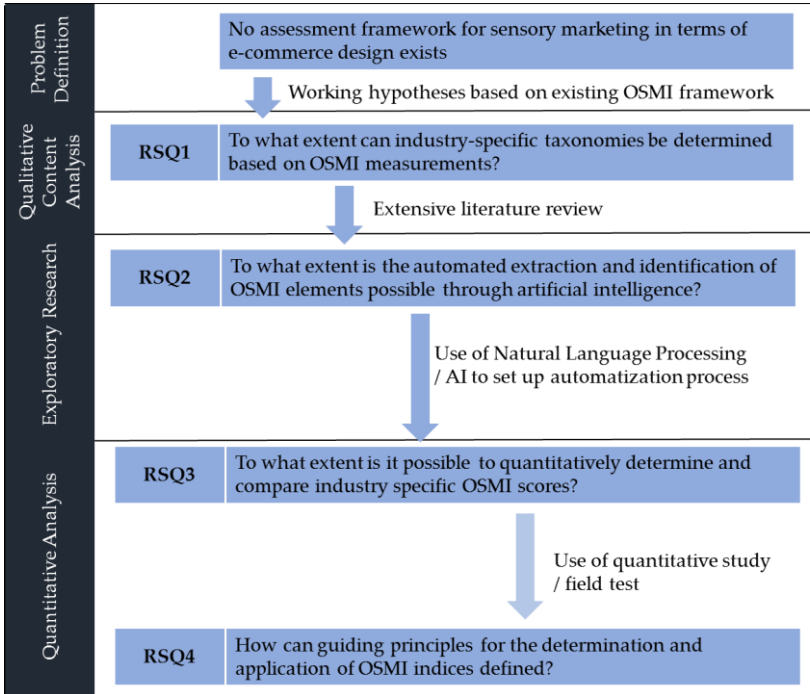 Problem
Definition
No assessment framework for sensory marketing in terms of
e-commerce design exists
Working hypotheses based on existing OSMI framework
Qualitative
Content
Analysis
RSQ1
To what extent can industry-specific taxonomies be determined
based on OSMI measurements?
Extensive literature review
Exploratory Research
RSQ2
To what extent is the automated extraction and identification of
OSMI elements possible through artificial intelligence?
Use of Natural Language Processing
/ AI to set up automatization process
Quantitative Analysis
RSQ3
To what extent is it possible to quantitatively determine and
compare industry specific OSMI scores?
Use of quantitative study
/ field test
RSQ4
How can guiding principles for the determination and
application of OSMI indices defined?